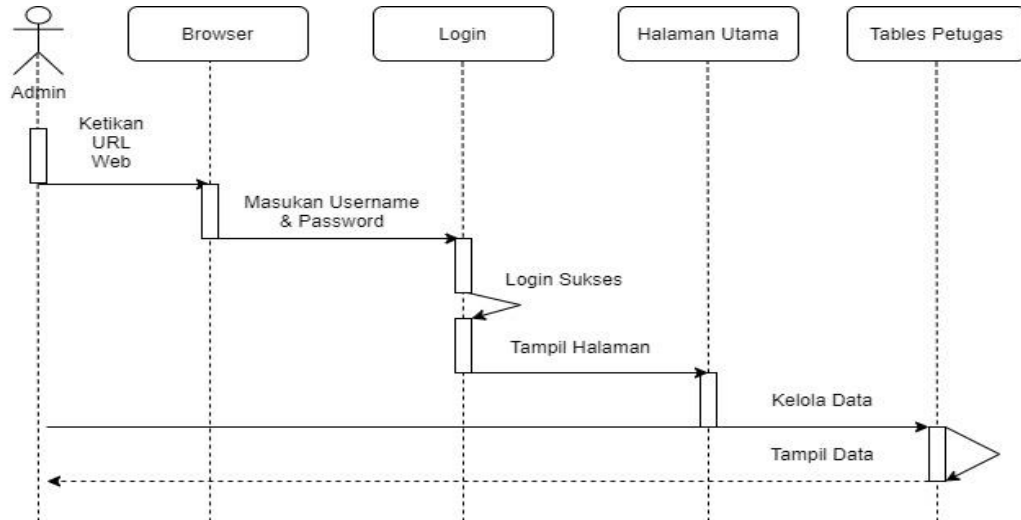 Browser
Login
Halaman Utama
Tables Petugas
Admin
Ketikan
URL
Web
Masukan Username
& Password
Login Sukses
Tampil Halaman
Kelola Data
Tampil Data